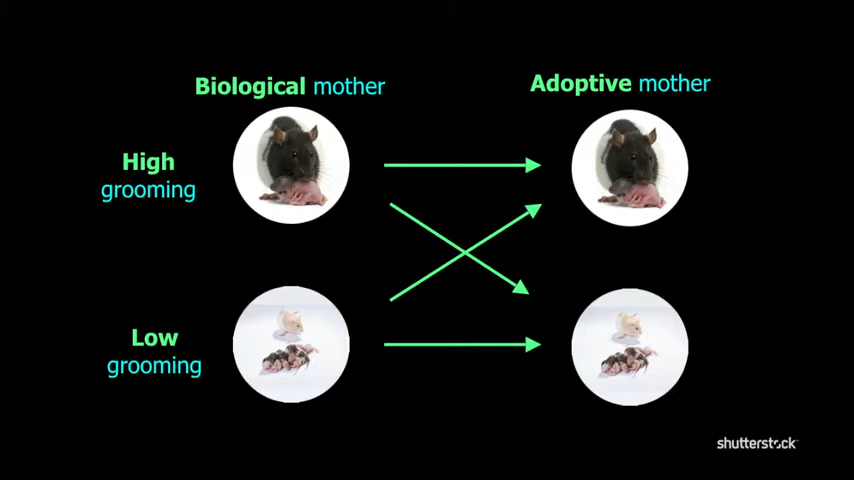 Biological mother
Adoptive mother
High
grooming
Low
grooming
shutterstock